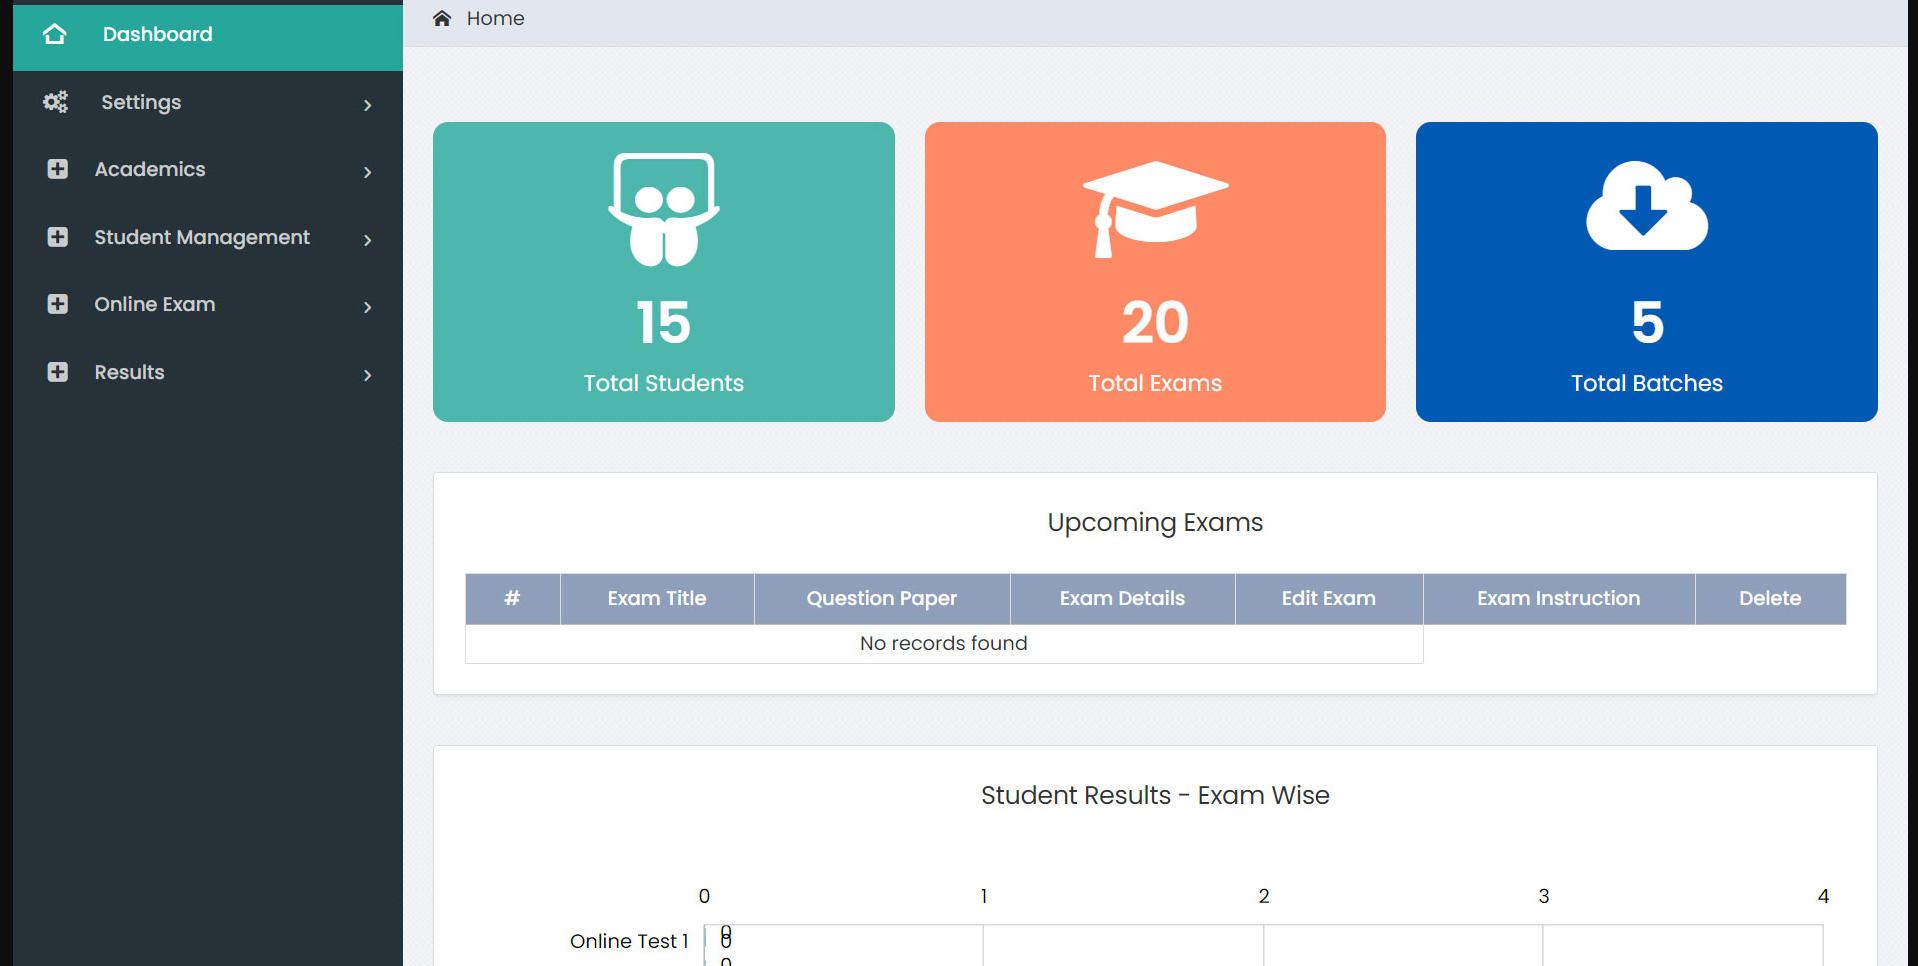 Dashboard
Settings
Academics
Student Management
Online Exam
Results
Home
15
Total Students
20
Total Exams
5
Total Batches
Upcoming Exams
# Exam Title Question Paper Exam Details Edit Exam Exam Instruction Delete
No records found
Student Results - Exam Wise
0 1 2 3 4
Online Test 1 0
0
0